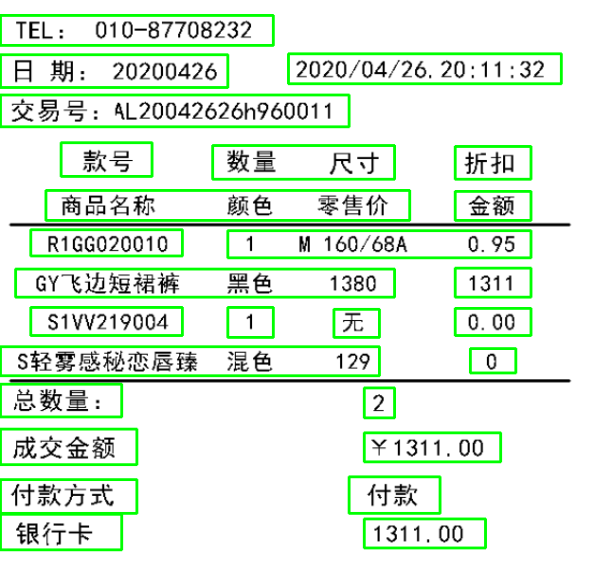 TEL: 010-87708232
日 期: 20200426 2020/04/26.20:11:32
交易号: AL20042626h960011
款号 数量 尺寸 折扣
商品名称 颜色 零售价 金额
R1GG020010 1 M 160/68A 0.95
GY飞边短裙裤 黑色 1380 1311
S1VV219004 1 无 0.00
S轻雾感秘恋唇臻 混色 129 0
总数量: 2
成交金额 ¥1311.00
付款方式 付款
银行卡 1311.00